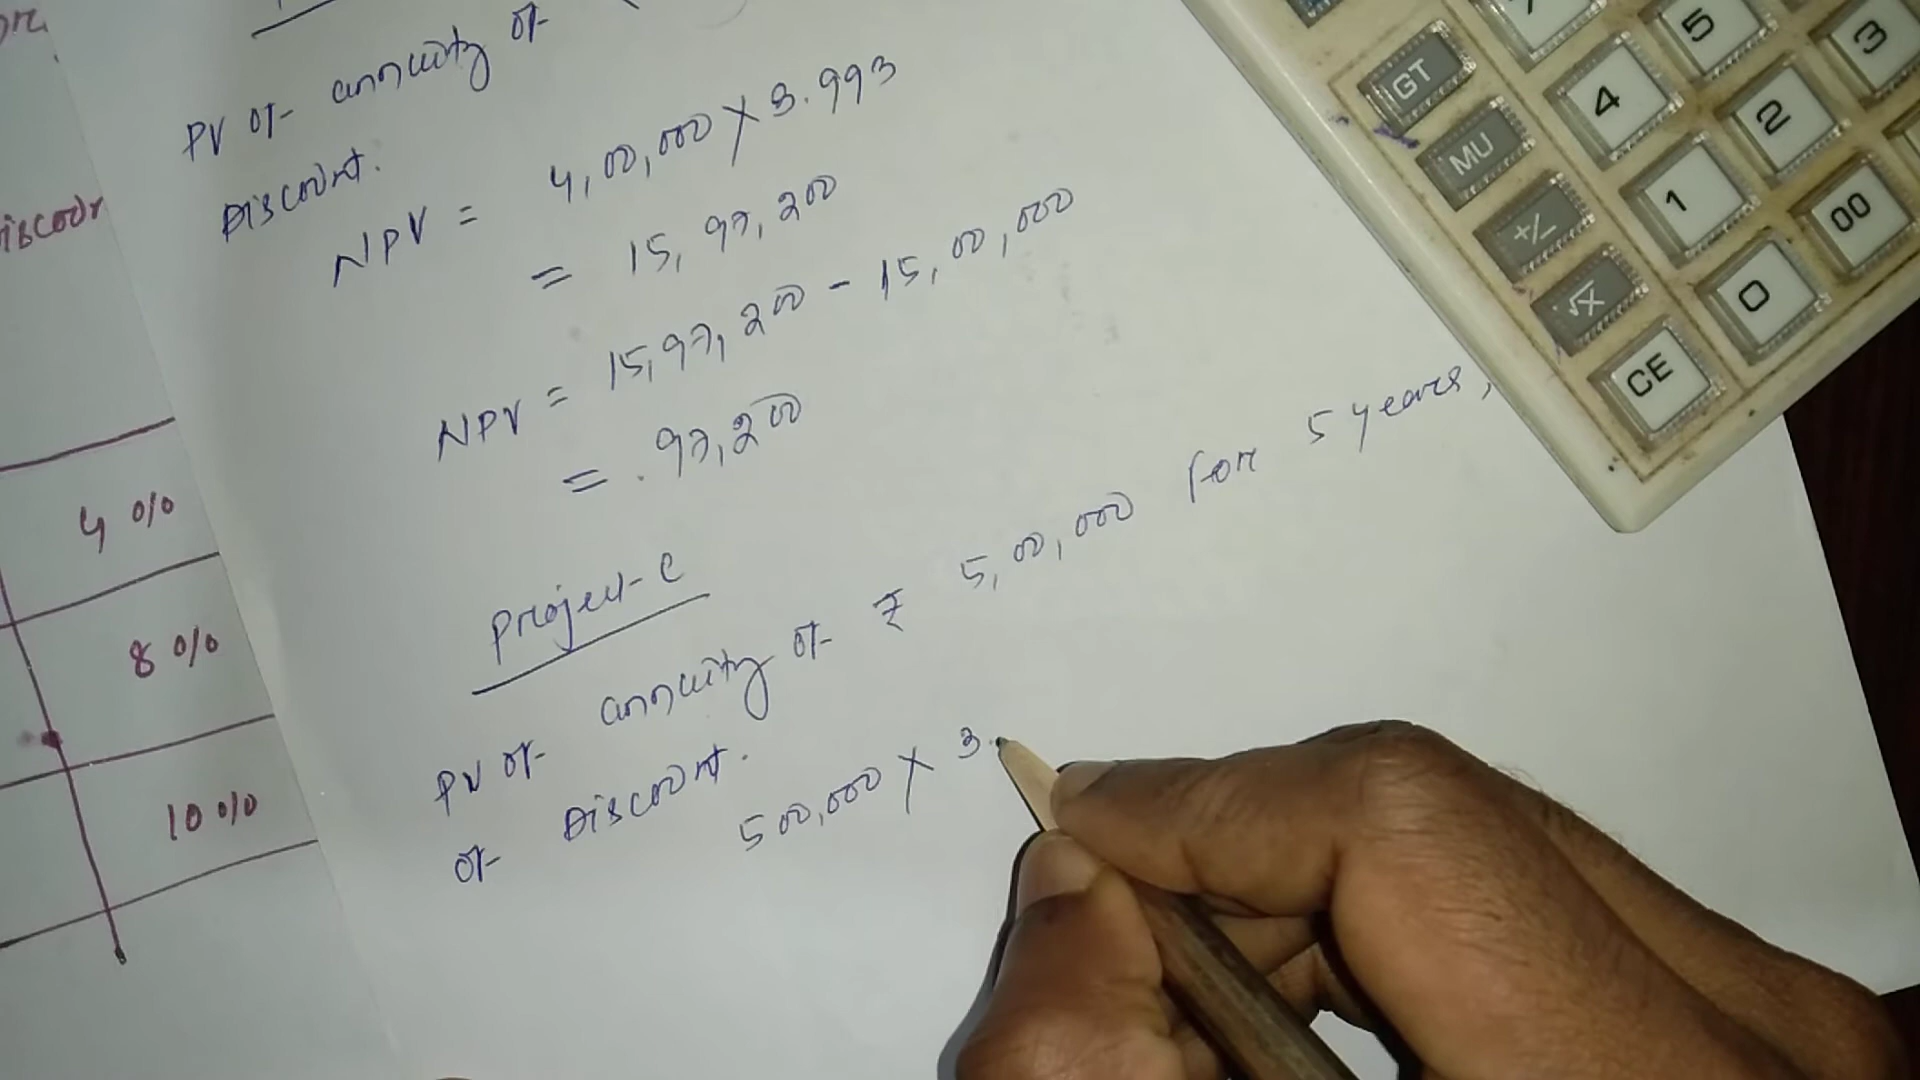 PV of annuity of
Discount.
NPV = 4,00,000 × 3.993
= 15,97,200
NPV = 15,97,200 - 15,00,000
= 97,200
Project-C
PV of annuity of ₹ 5,00,000 for 5 years,
of Discount.
500,000 × 3.
4 %
8 %
10 %
GT
MU
+/-
√x
CE
4
5
3
1
2
0
00